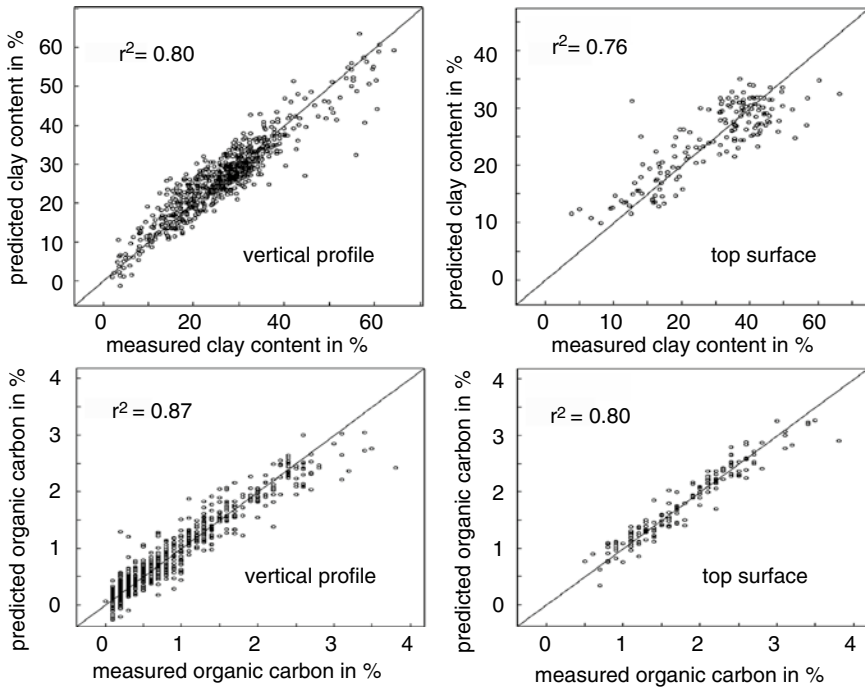 predicted clay content in %
70
60
50
40
30
20
10
0
r² = 0.80
vertical profile
0
20
40
60
measured clay content in %
predicted clay content in %
40
30
20
10
0
r² = 0.76
top surface
0
10
20
30
40
60
measured clay content in %
predicted organic carbon in %
4
3
2
1
0
r² = 0.87
vertical profile
0
1
2
3
4
measured organic carbon in %
predicted organic carbon in %
4
3
2
1
0
r² = 0.80
top surface
0
1
2
3
4
measured organic carbon in %